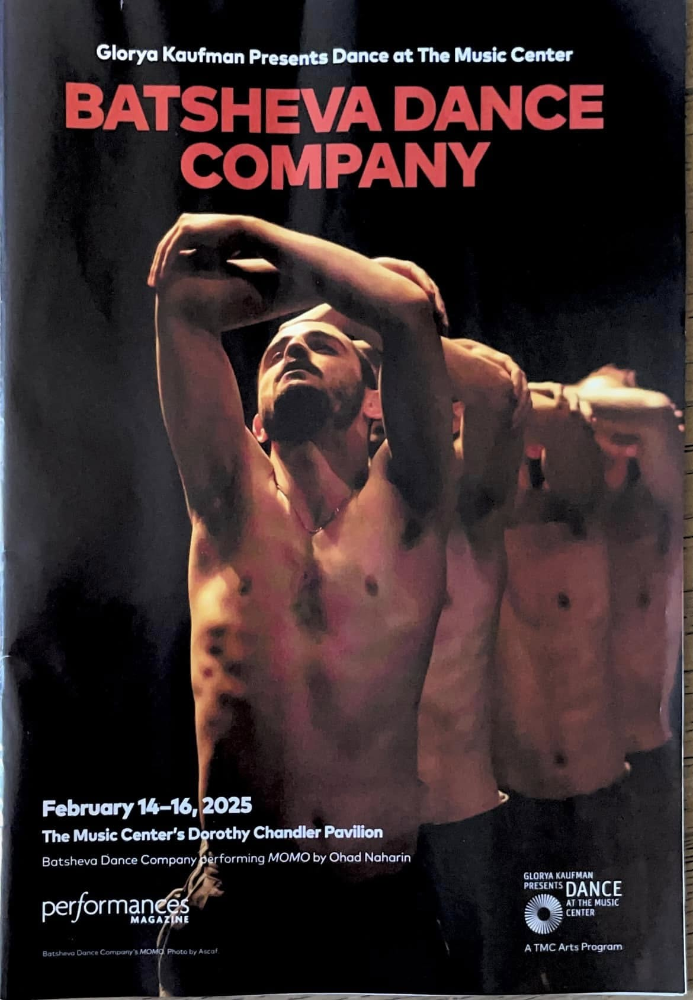 Glorya Kaufman Presents Dance at The Music Center
BATSHEVA DANCE
COMPANY
February 14–16, 2025
The Music Center's Dorothy Chandler Pavilion
Batsheva Dance Company performing MOMO by Ohad Naharin
performances
MAGAZINE
Batsheva Dance Company's MOMO. Photo by Ascaf.
GLORYA KAUFMAN
PRESENTS DANCE
AT THE MUSIC
CENTER
A TMC Arts Program